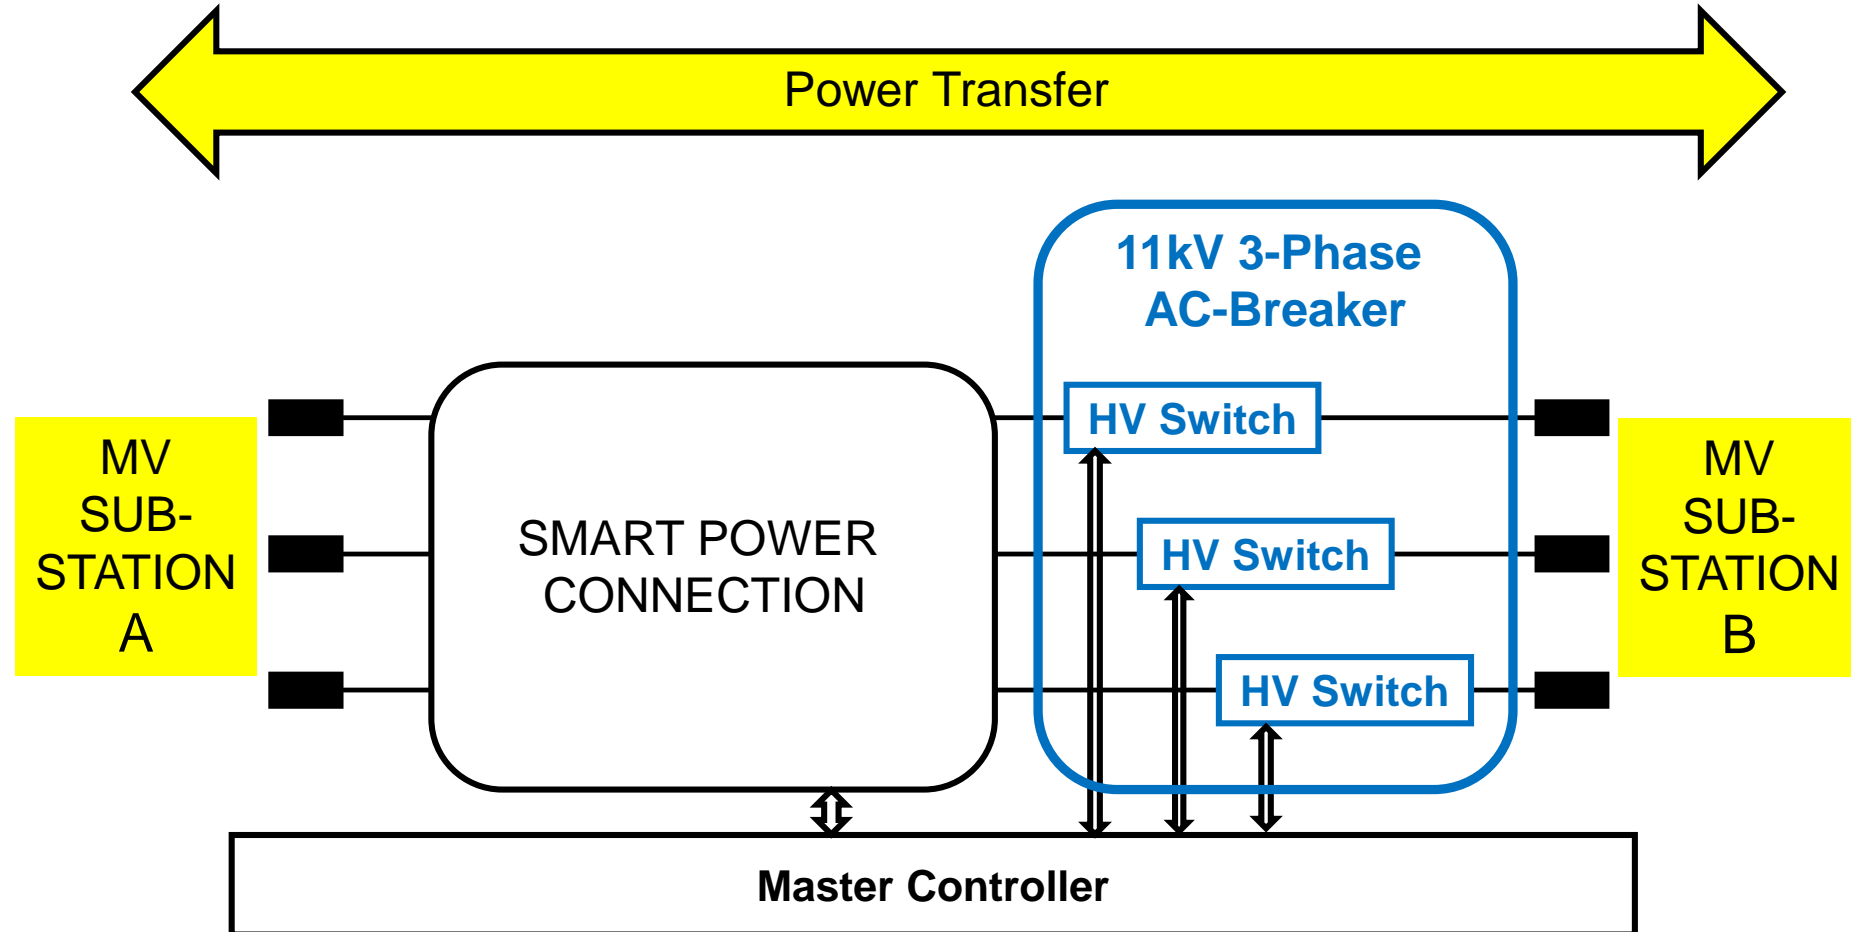 Power Transfer
11kV 3-Phase
AC-Breaker
HV Switch
MV
SUB-
STATION
A
SMART POWER
CONNECTION
HV Switch
MV
SUB-
STATION
B
HV Switch
Master Controller